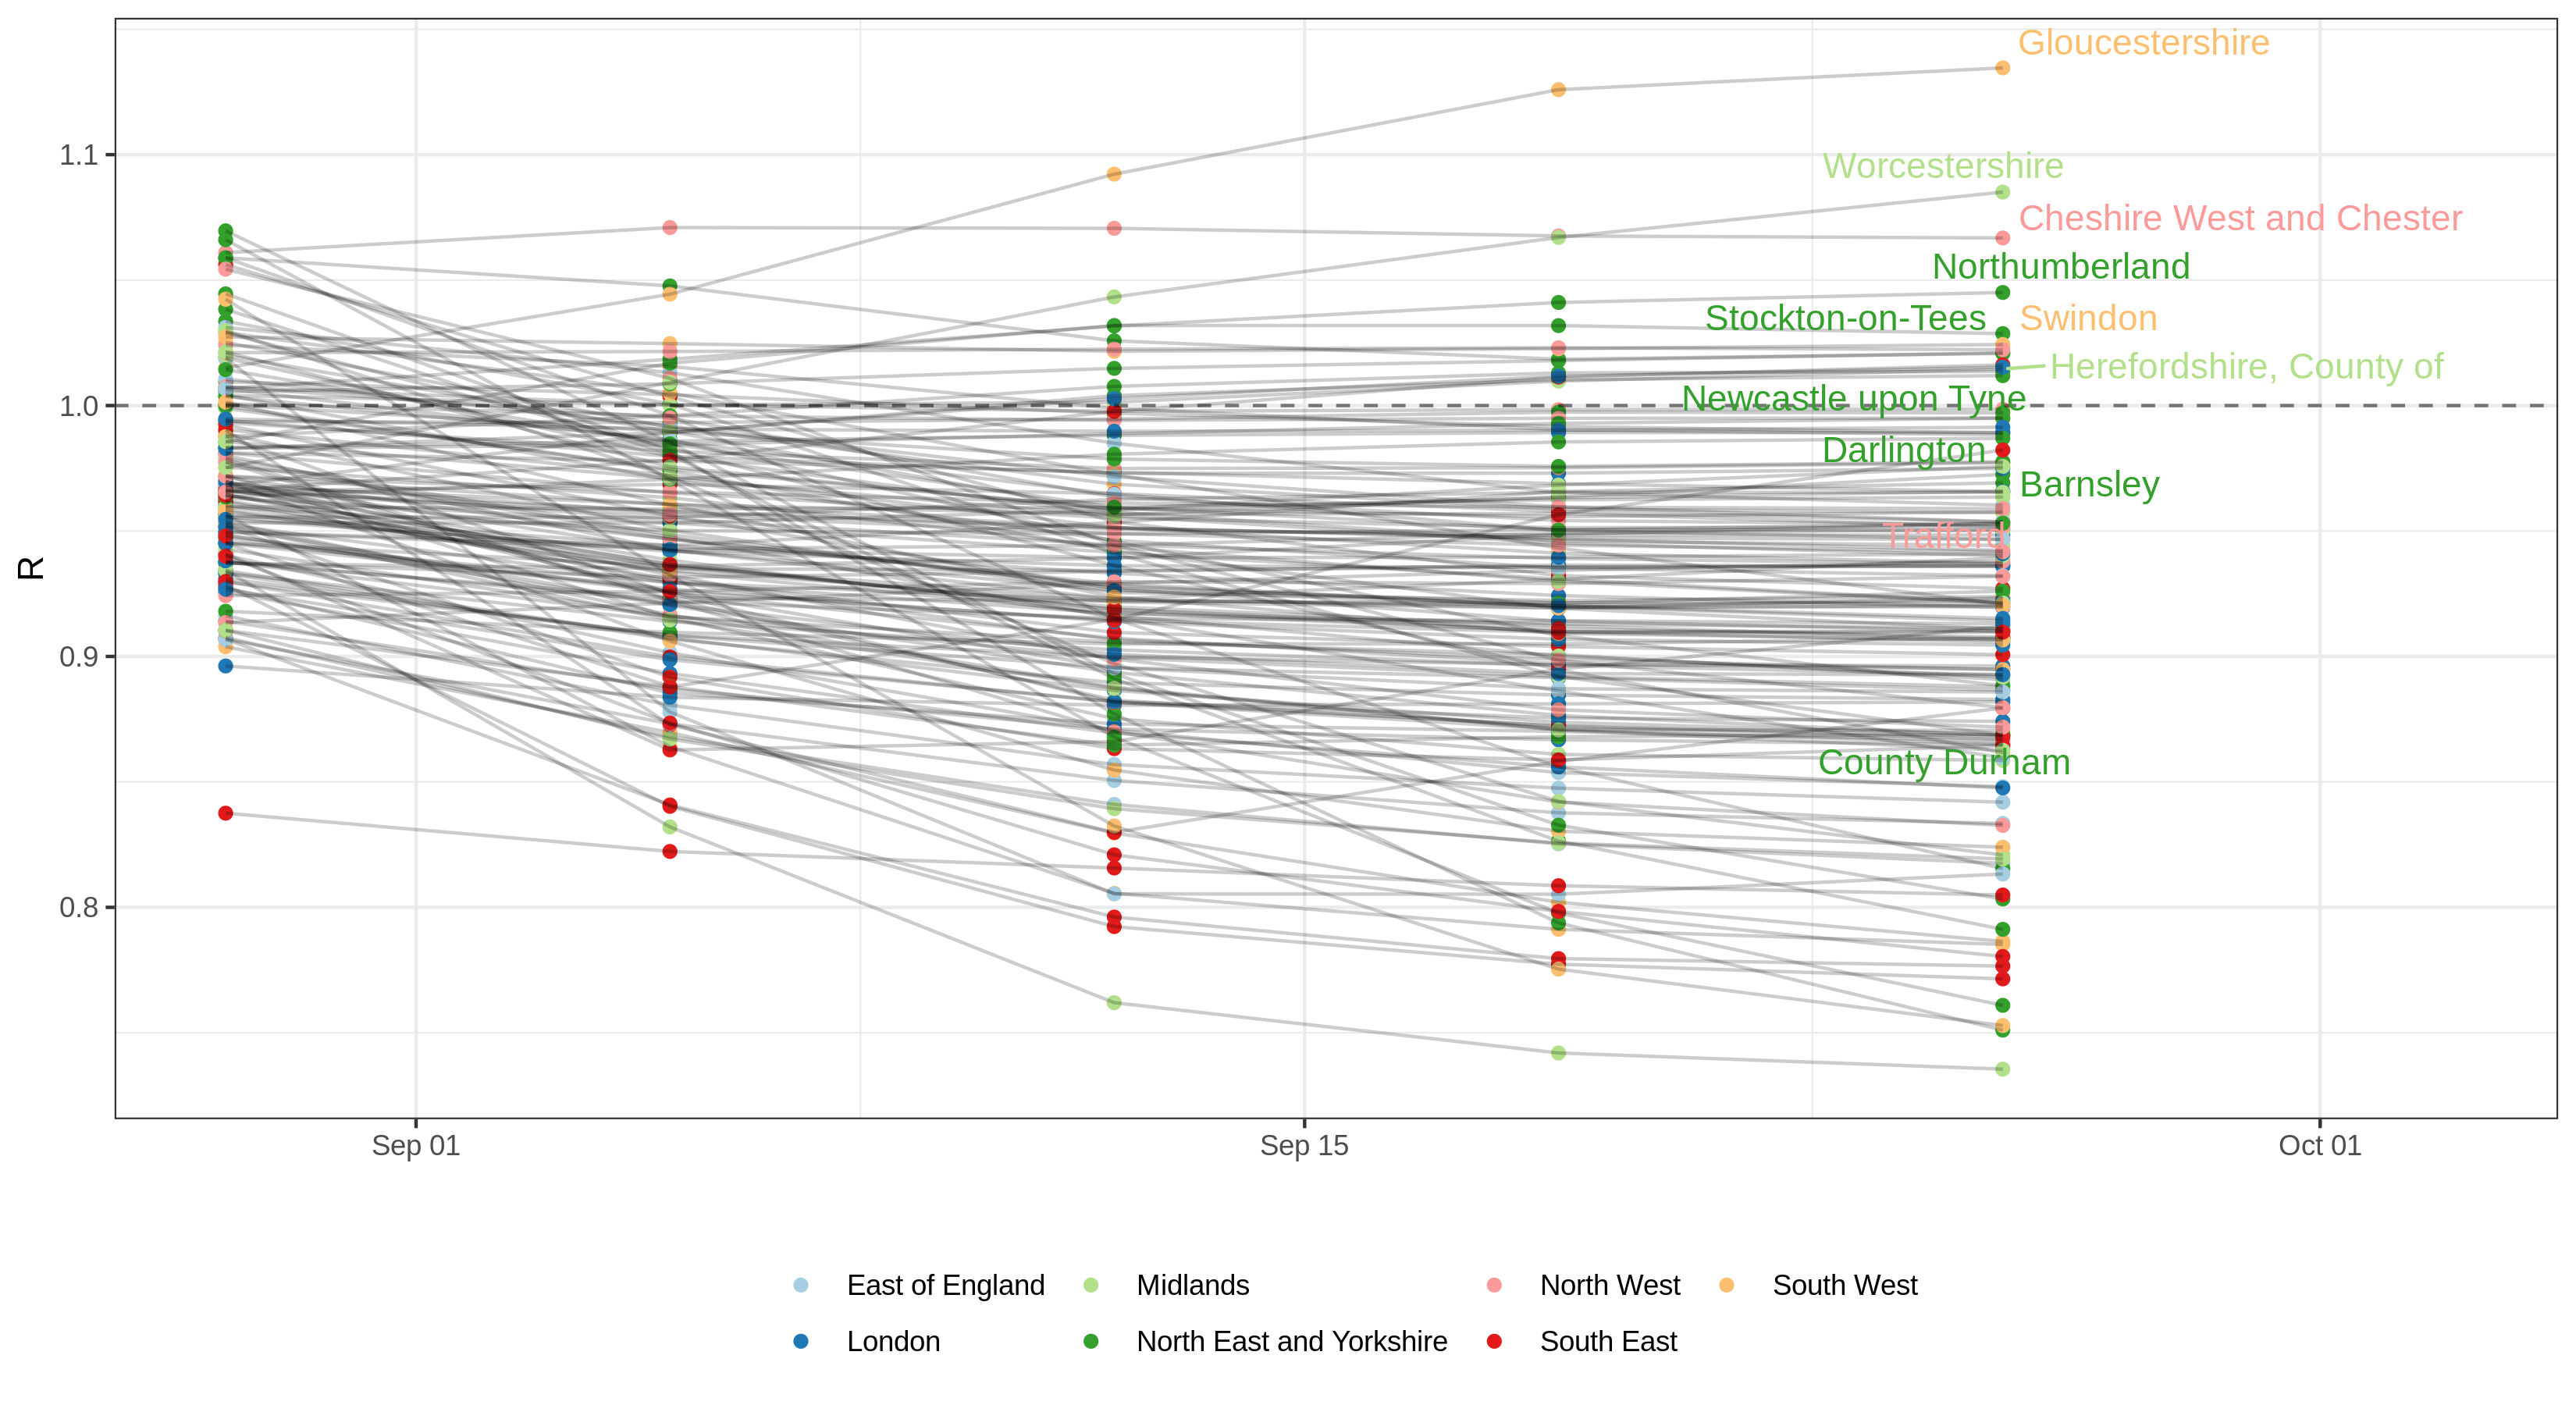 Gloucestershire
1.1
Worcestershire
Cheshire West and Chester
Northumberland
Stockton-on-Tees
Swindon
Herefordshire, County of
1.0
Newcastle upon Tyne
Darlington
Barnsley
Trafford
R
0.9
County Durham
0.8
Sep 01
Sep 15
Oct 01
East of England
Midlands
North West
South West
London
North East and Yorkshire
South East